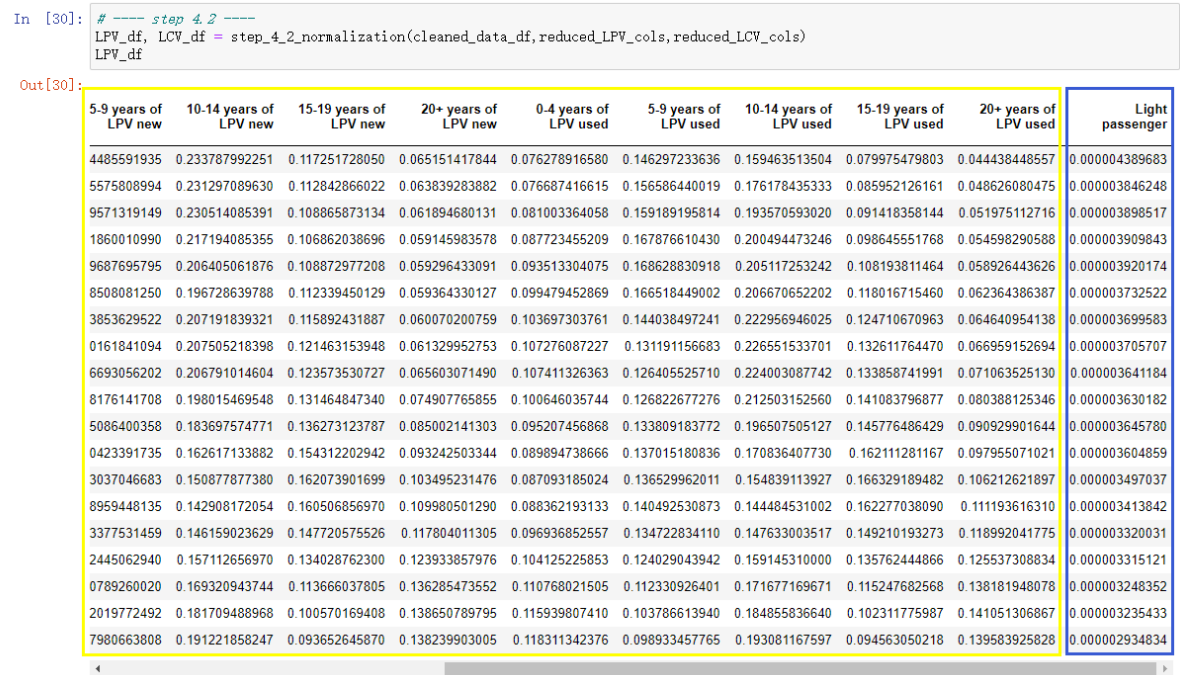 In [30]: # ---- step 4.2 ----
LPV_df, LCV_df = step_4_2_normalization(cleaned_data_df,reduced_LPV_cols,reduced_LCV_cols)
LPV_df
Out[30]:
5-9 years of LPV new 10-14 years of LPV new 15-19 years of LPV new 20+ years of LPV new 0-4 years of LPV used 5-9 years of LPV used 10-14 years of LPV used 15-19 years of LPV used 20+ years of LPV used Light passenger
4485591935 0.233787992251 0.117251728050 0.065151417844 0.076278916580 0.146297233636 0.159463513504 0.079975479803 0.044438448557 0.000004389683
5575808994 0.231297089630 0.112842866022 0.063839283882 0.076687416615 0.156586440019 0.176178435333 0.085952126161 0.048626080475 0.000003846248
9571319149 0.230514085391 0.108865873134 0.061894680131 0.081003364058 0.159189195814 0.193570593020 0.091418358144 0.051975112716 0.000003898517
1860010990 0.217194085355 0.106862038696 0.059145983578 0.087723455209 0.167876610430 0.200494473246 0.098645551768 0.054598290588 0.000003909843
9687695795 0.206405061876 0.108872977208 0.059296433091 0.093513304075 0.168628830918 0.205117253242 0.108193811464 0.058926443626 0.000003920174
8508081250 0.196728639788 0.112339450129 0.059364330127 0.099479452869 0.166518449002 0.206670652202 0.118016715460 0.062364386387 0.000003732522
3853629522 0.207191839321 0.115892431887 0.060070200759 0.103697303761 0.144038497241 0.222956946025 0.124710670963 0.064640954138 0.000003699583
0161841094 0.207505218398 0.121463153948 0.061329952753 0.107276087227 0.131191156683 0.226551533701 0.132611764470 0.066959152694 0.000003705707
6693056202 0.206791014604 0.123573530727 0.065603071490 0.107411326363 0.126405525710 0.224003087742 0.133858741991 0.071063525130 0.000003641184
8176141708 0.198015469548 0.131464847340 0.074907765855 0.100646035744 0.126822677276 0.212503152560 0.141083796877 0.080388125346 0.000003630182
5086400358 0.183697574771 0.136273123787 0.085002141303 0.095207456868 0.133809183772 0.196507505127 0.145776486429 0.090929901644 0.000003645780
0423391735 0.162617133882 0.154312202942 0.093242503344 0.089894738666 0.137015180836 0.170836407730 0.162111281167 0.097955071021 0.000003604859
3037046683 0.150877877380 0.162073901699 0.103495231476 0.087093185024 0.136529962011 0.154839113927 0.166329189482 0.106212621897 0.000003497037
8959448135 0.142908172054 0.160506856970 0.109980501290 0.088362193133 0.140492530873 0.144484531002 0.162277038090 0.111193616310 0.000003413842
3377531459 0.146159023629 0.147720575526 0.117804011305 0.096936852557 0.134722834110 0.147633003517 0.149210193273 0.118992041775 0.000003320031
2445062940 0.157112656970 0.134028762300 0.123933857976 0.104125225853 0.124029043942 0.159145310000 0.135762444866 0.125537308834 0.000003315121
0789260020 0.169320943744 0.113666037805 0.136285473552 0.110768021505 0.112330926401 0.171677169671 0.115247682568 0.138181948078 0.000003248352
2019772492 0.181709488968 0.100570169408 0.138650789795 0.115939807410 0.103786613940 0.184855836640 0.102311775987 0.141051306867 0.000003235433
7980663808 0.191221858247 0.093652645870 0.138239903005 0.118311342376 0.098933457765 0.193081167597 0.094563050218 0.139583925828 0.000002934834